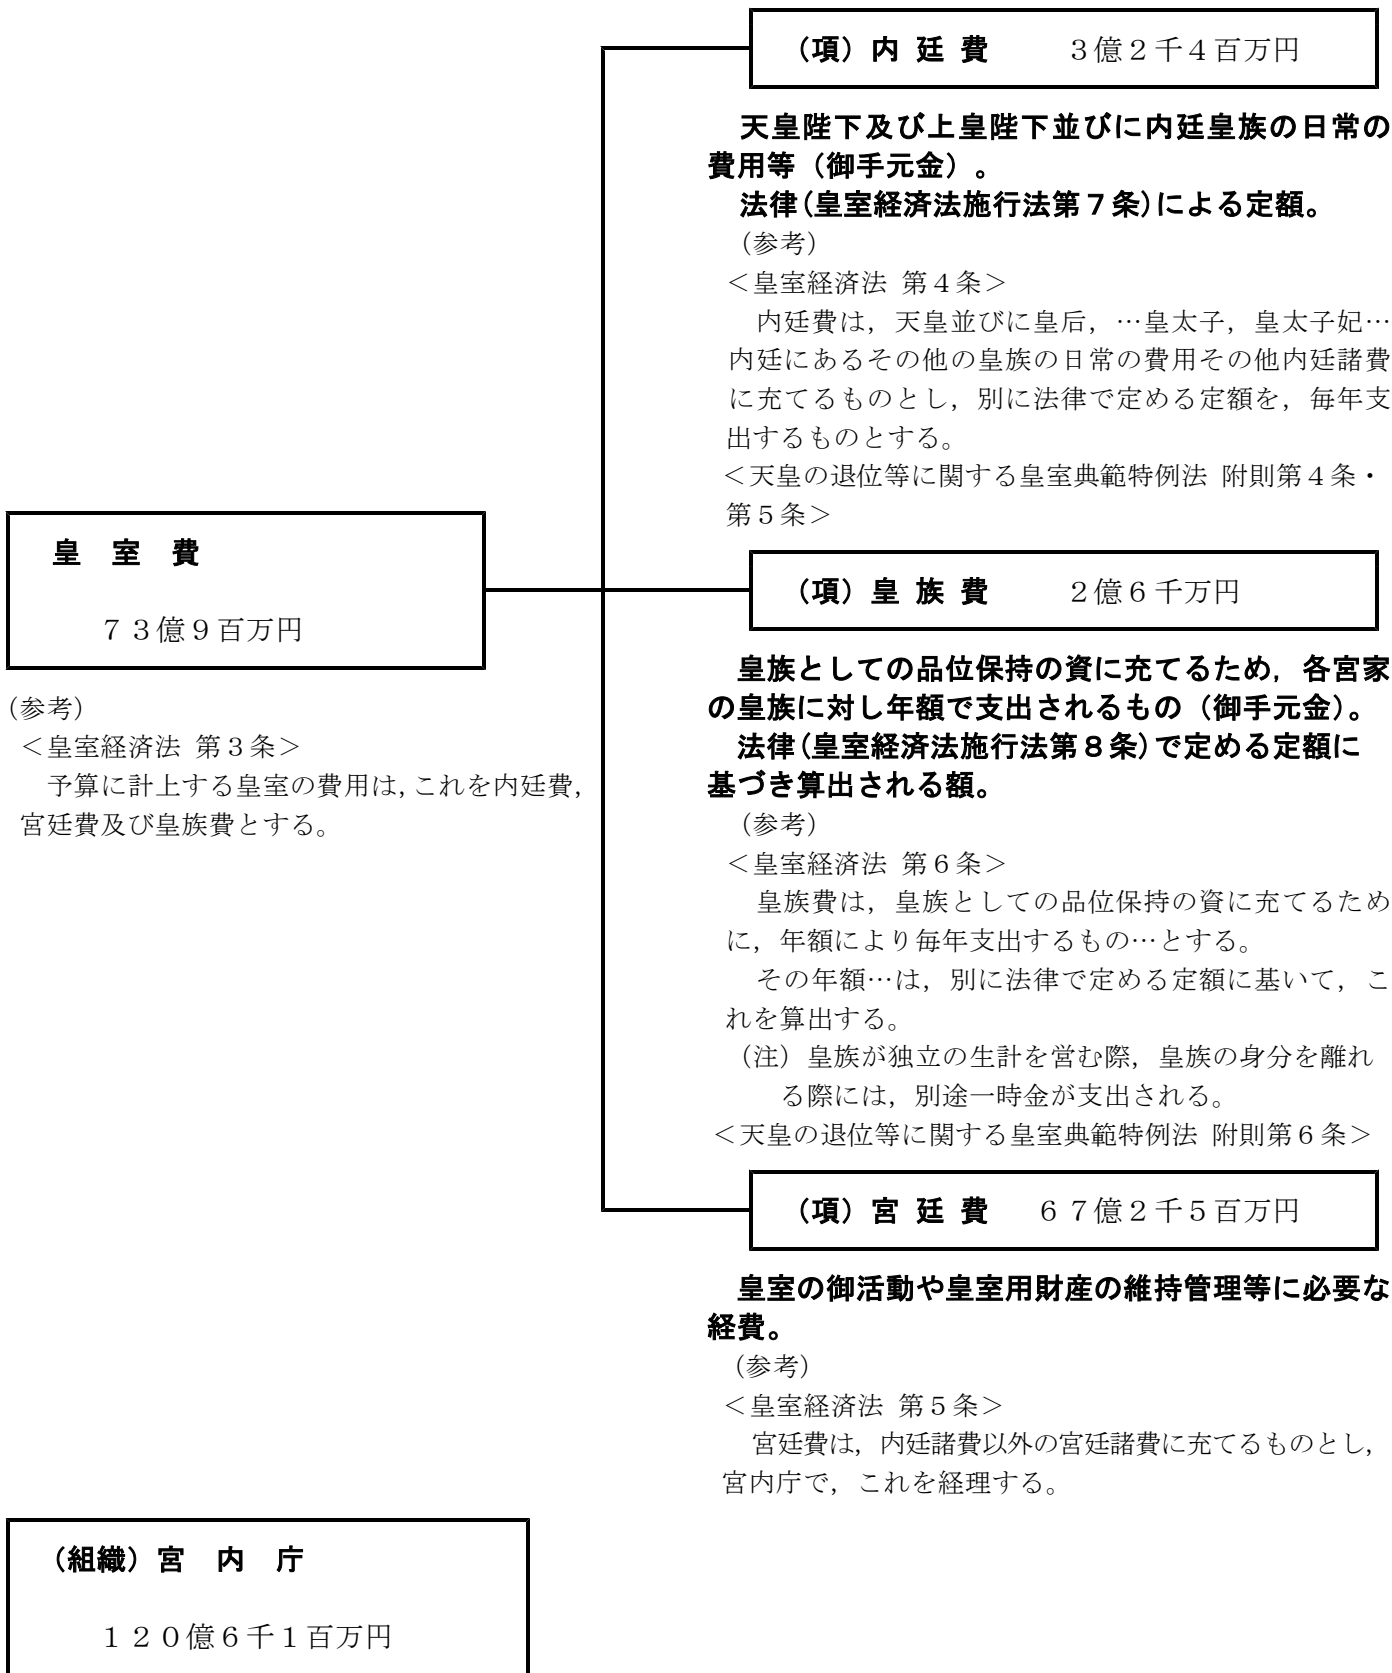 皇 室 費
７３億９百万円
（参考）
＜皇室経済法 第３条＞
予算に計上する皇室の費用は，これを内廷費，
宮廷費及び皇族費とする。
（項）内 廷 費 ３億２千４百万円
天皇陛下及び上皇陛下並びに内廷皇族の日常の
費用等（御手元金）。
法律（皇室経済法施行法第７条）による定額。
（参考）
＜皇室経済法 第４条＞
内廷費は，天皇並びに皇后，…皇太子，皇太子妃…
内廷にあるその他の皇族の日常の費用その他内廷諸費
に充てるものとし，別に法律で定める定額を，毎年支
出するものとする。
＜天皇の退位等に関する皇室典範特例法 附則第４条・
第５条＞
（項）皇 族 費 ２億６千万円
皇族としての品位保持の資に充てるため，各宮家
の皇族に対し年額で支出されるもの（御手元金）。
法律（皇室経済法施行法第８条）で定める定額に
基づき算出される額。
（参考）
＜皇室経済法 第６条＞
皇族費は，皇族としての品位保持の資に充てるため
に，年額により毎年支出するもの…とする。
その年額…は，別に法律で定める定額に基いて，こ
れを算出する。
（注）皇族が独立の生計を営む際，皇族の身分を離れ
る際には，別途一時金が支出される。
＜天皇の退位等に関する皇室典範特例法 附則第６条＞
（項）宮 廷 費 ６７億２千５百万円
皇室の御活動や皇室用財産の維持管理等に必要な
経費。
（参考）
＜皇室経済法 第５条＞
宮廷費は，内廷諸費以外の宮廷諸費に充てるものとし，
宮内庁で，これを経理する。
（組織）宮 内 庁
１２０億６千１百万円